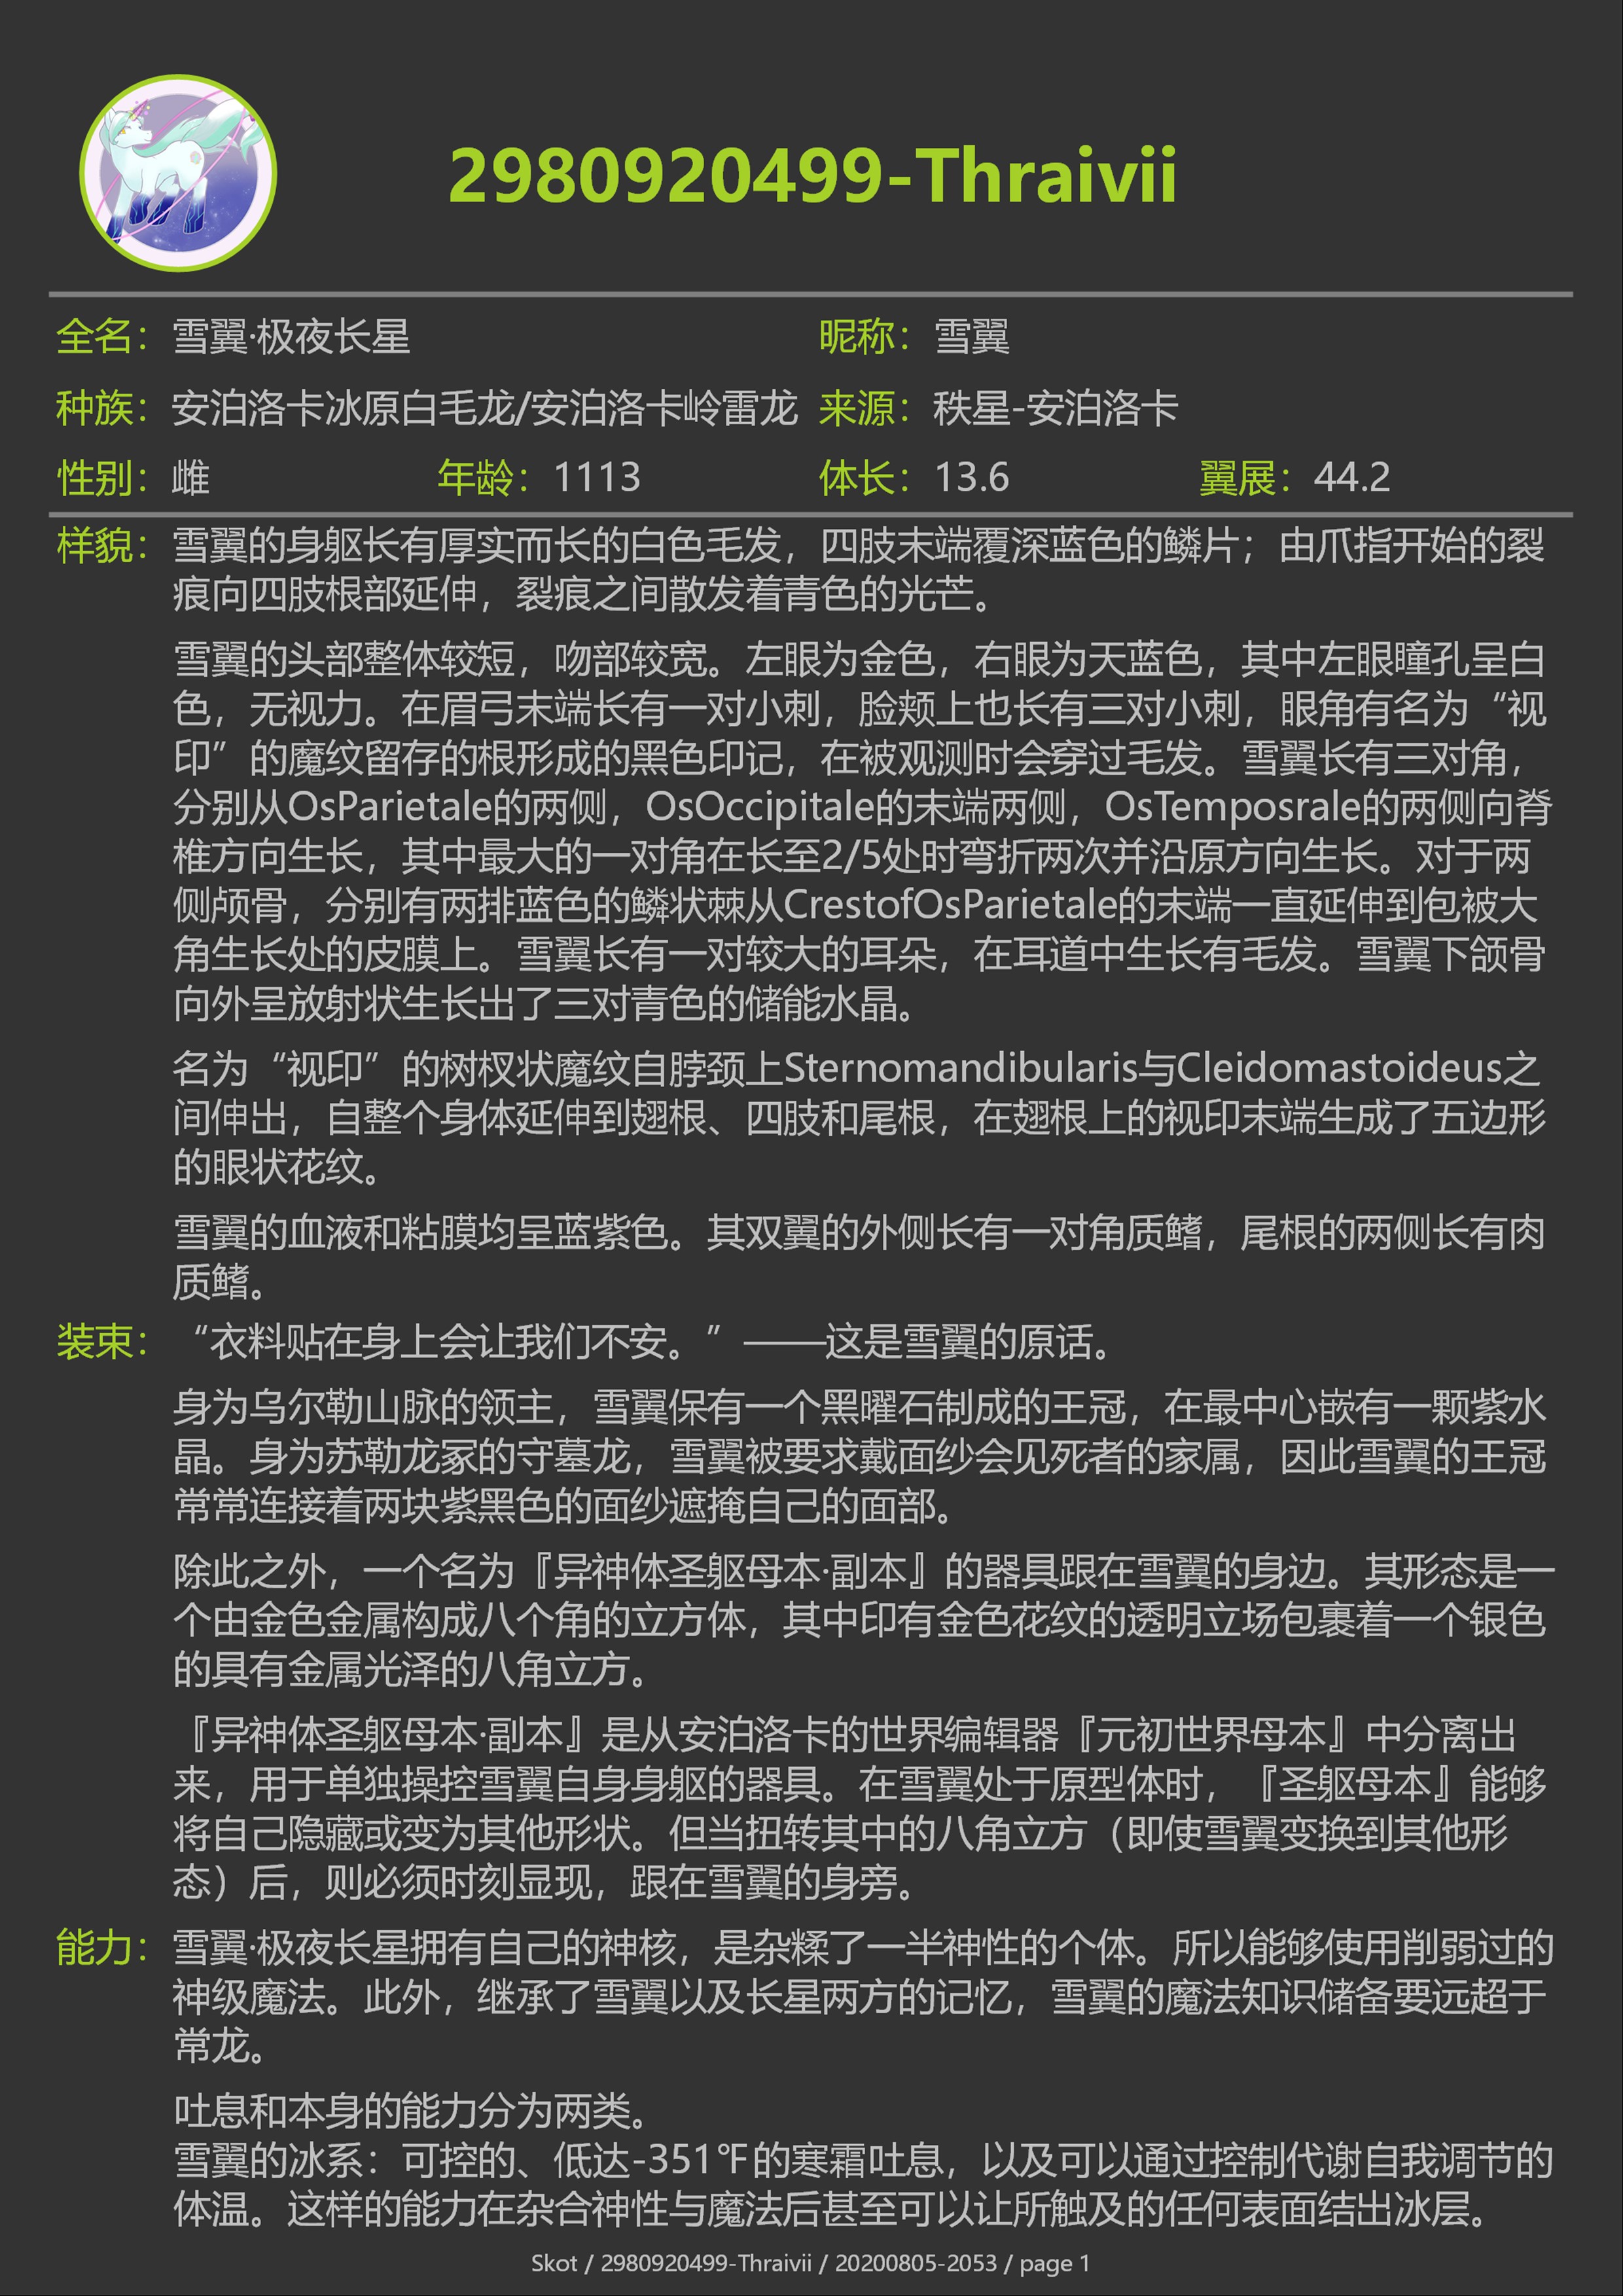 2980920499-Thraivii
全名：雪翼·极夜长星 昵称：雪翼
种族：安泊洛卡冰原白毛龙/安泊洛卡岭雷龙 来源：秩星-安泊洛卡
性别：雌 年龄：1113 体长：13.6 翼展：44.2
样貌：雪翼的身躯长有厚实而长的白色毛发，四肢末端覆深蓝色的鳞片；由爪指开始的裂
痕向四肢根部延伸，裂痕之间散发着青色的光芒。
雪翼的头部整体较短，吻部较宽。左眼为金色，右眼为天蓝色，其中左眼瞳孔呈白
色，无视力。在眉弓末端长有一对小刺，脸颊上也长有三对小刺，眼角有名为“视
印”的魔纹留存的根形成的黑色印记，在被观测时会穿过毛发。雪翼长有三对角，
分别从OsParietale的两侧，OsOccipitale的末端两侧，OsTemposrale的两侧向脊
椎方向生长，其中最大的一对角在长至2/5处时弯折两次并沿原方向生长。对于两
侧颅骨，分别有两排蓝色的鳞状棘从CrestofOsParietale的末端一直延伸到包被大
角生长处的皮膜上。雪翼长有一对较大的耳朵，在耳道中生长有毛发。雪翼下颌骨
向外呈放射状生长出了三对青色的储能水晶。
名为“视印”的树杈状魔纹自脖颈上Sternomandibularis与Cleidomastoideus之
间伸出，自整个身体延伸到翅根、四肢和尾根，在翅根上的视印末端生成了五边形
的眼状花纹。
雪翼的血液和粘膜均呈蓝紫色。其双翼的外侧长有一对角质鳍，尾根的两侧长有肉
质鳍。
装束：“衣料贴在身上会让我们不安。”——这是雪翼的原话。
身为乌尔勒山脉的领主，雪翼保有一个黑曜石制成的王冠，在最中心嵌有一颗紫水
晶。身为苏勒龙冢的守墓龙，雪翼被要求戴面纱会见死者的家属，因此雪翼的王冠
常常连接着两块紫黑色的面纱遮掩自己的面部。
除此之外，一个名为『异神体圣躯母本·副本』的器具跟在雪翼的身边。其形态是一
个由金色金属构成八个角的立方体，其中印有金色花纹的透明立场包裹着一个银色
的具有金属光泽的八角立方。
『异神体圣躯母本·副本』是从安泊洛卡的世界编辑器『元初世界母本』中分离出
来，用于单独操控雪翼自身身躯的器具。在雪翼处于原型体时，『圣躯母本』能够
将自己隐藏或变为其他形状。但当扭转其中的八角立方（即使雪翼变换到其他形
态）后，则必须时刻显现，跟在雪翼的身旁。
能力：雪翼·极夜长星拥有自己的神核，是杂糅了一半神性的个体。所以能够使用削弱过的
神级魔法。此外，继承了雪翼以及长星两方的记忆，雪翼的魔法知识储备要远超于
常龙。
吐息和本身的能力分为两类。
雪翼的冰系：可控的、低达-351℉的寒霜吐息，以及可以通过控制代谢自我调节的
体温。这样的能力在杂合神性与魔法后甚至可以让所触及的任何表面结出冰层。
Skot / 2980920499-Thraivii / 20200805-2053 / page 1